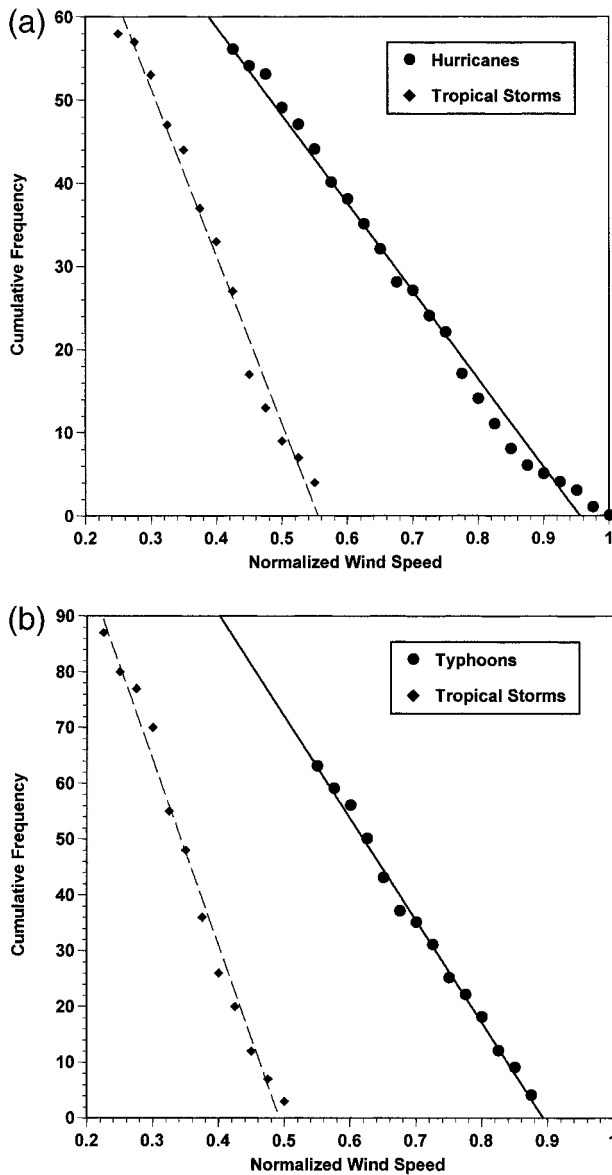 (a)
60
50
40
30
20
10
0
Cumulative Frequency
Hurricanes
Tropical Storms
0.2 0.3 0.4 0.5 0.6 0.7 0.8 0.9 1
Normalized Wind Speed
(b)
90
80
70
60
50
40
30
20
10
0
Cumulative Frequency
Typhoons
Tropical Storms
0.2 0.3 0.4 0.5 0.6 0.7 0.8 0.9 1
Normalized Wind Speed